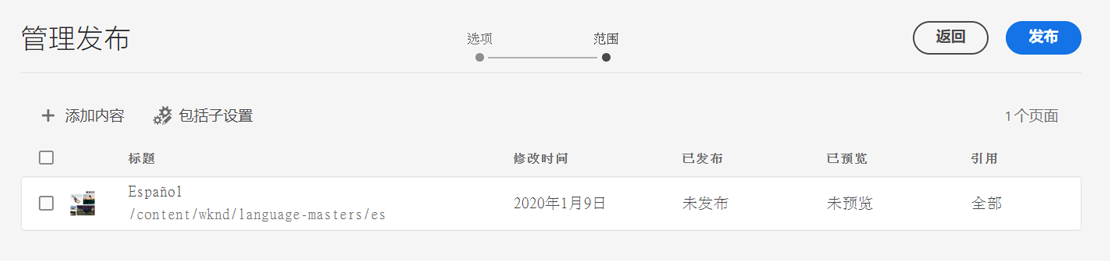 管理发布
选项
范围
返回
发布
添加内容
包括子设置
1个页面
标题
修改时间
已发布
已预览
引用
Español
/content/wknd/language-masters/es
2020年1月9日
未发布
未预览
全部